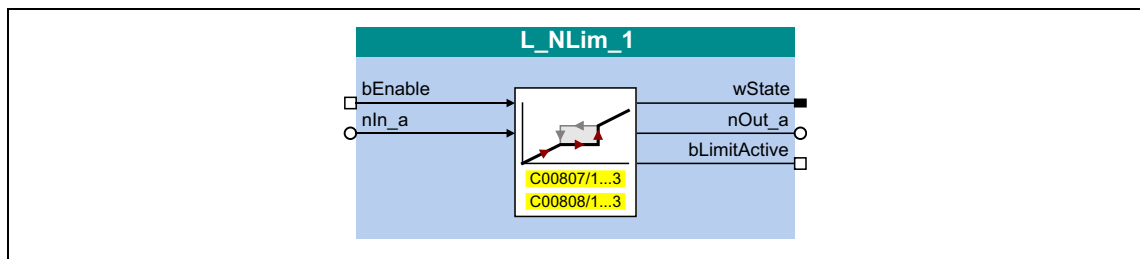 L_NLim_1
bEnable
wState
nIn_a
nOut_a
bLimitActive
C00807/1...3
C00808/1...3